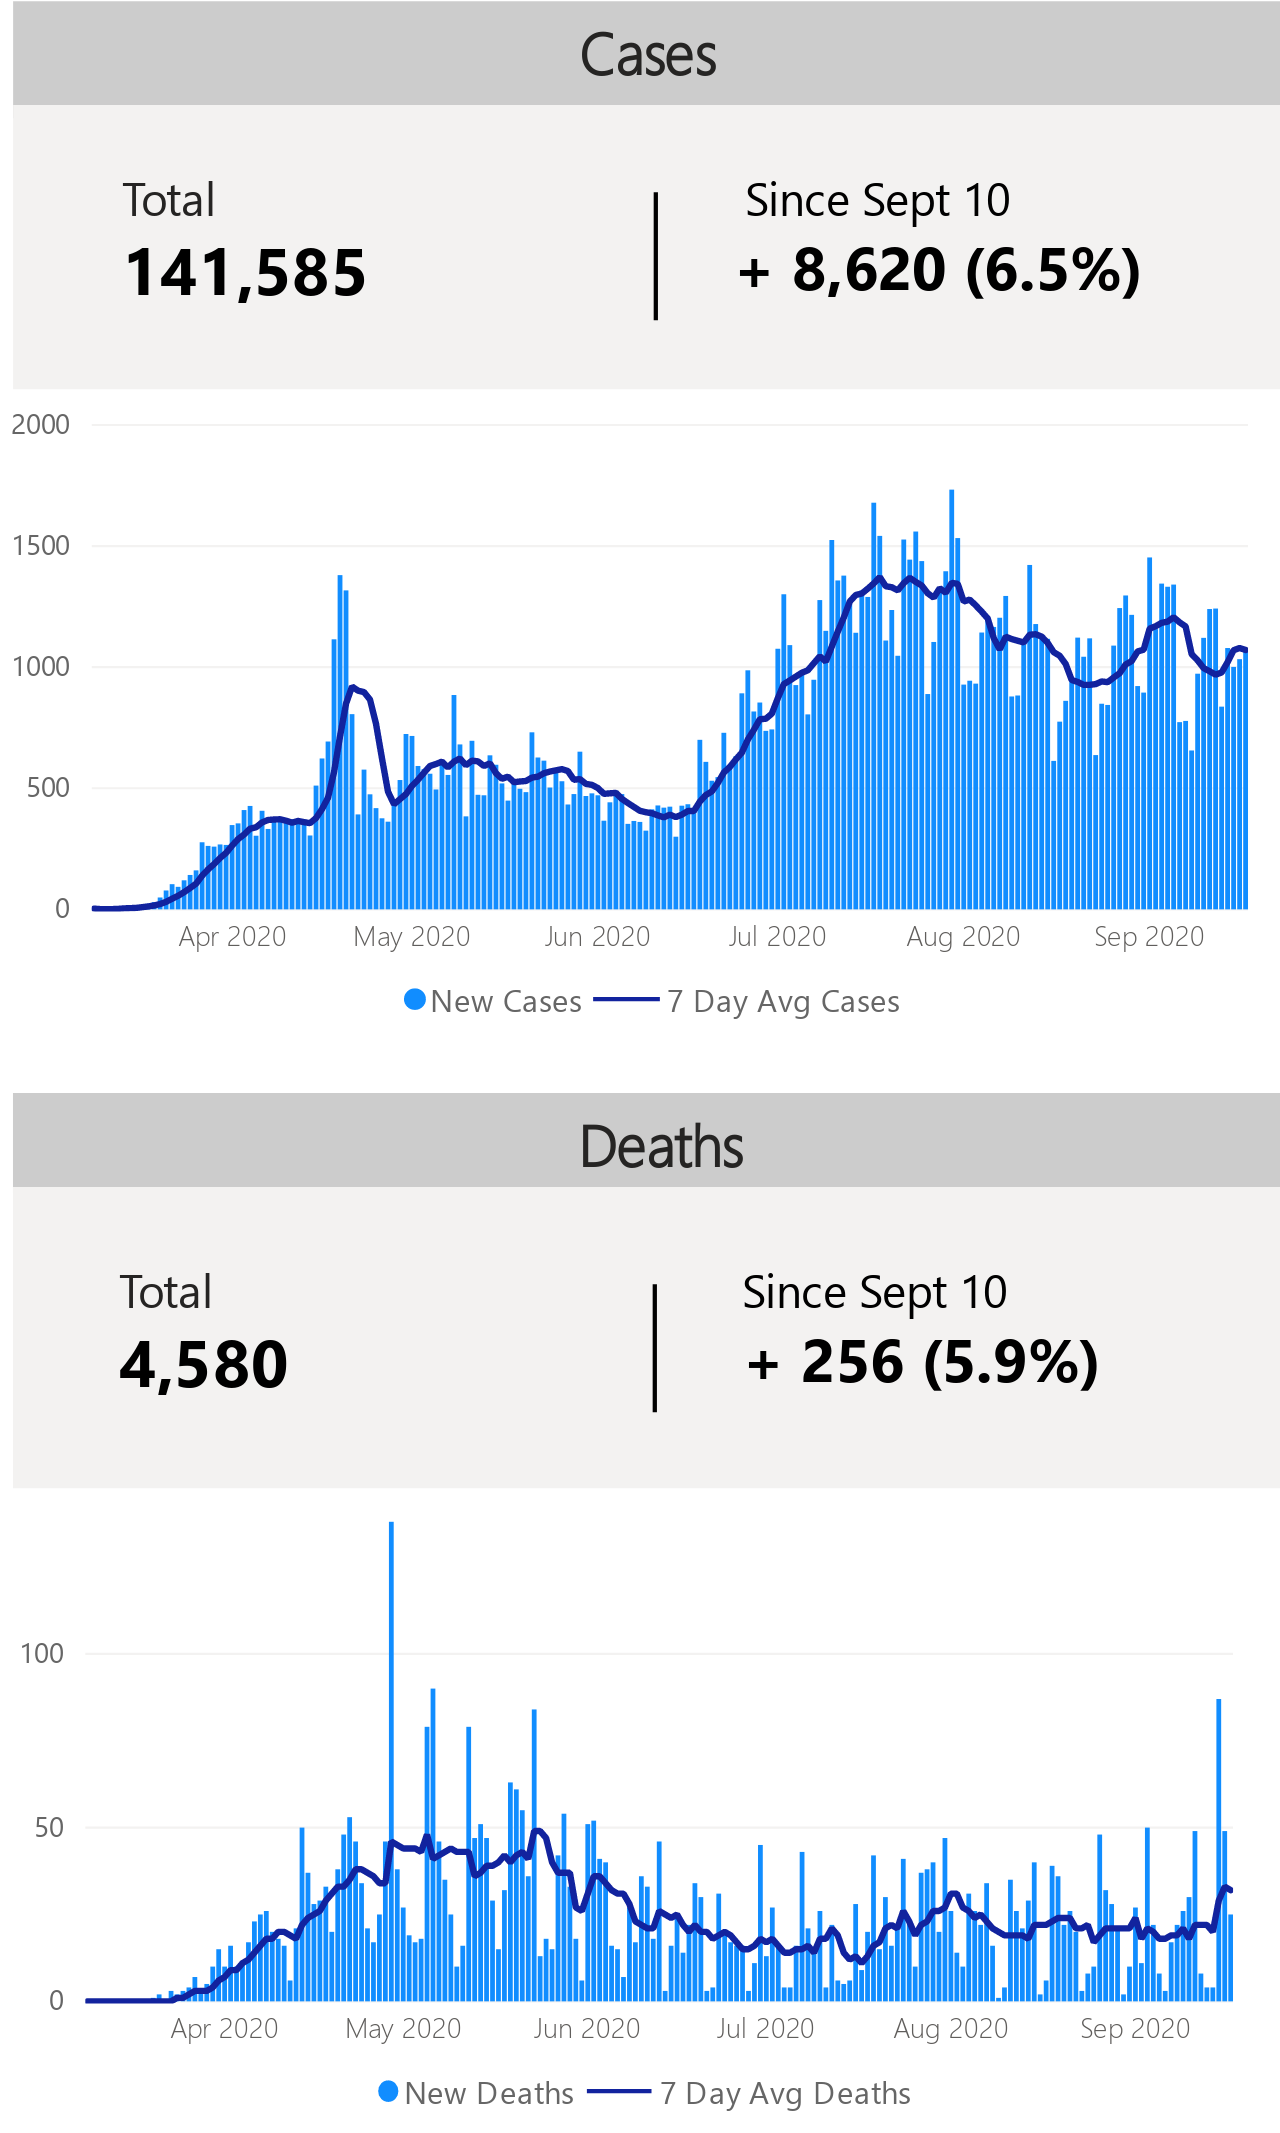 Cases
Total
Since Sept 10
141,585
+ 8,620 (6.5%)
2000
1500
1000
500
0
Apr 2020 May 2020 Jun 2020 Jul 2020 Aug 2020 Sep 2020
New Cases 7 Day Avg Cases
Deaths
Total
Since Sept 10
4,580
+ 256 (5.9%)
100
50
0
Apr 2020 May 2020 Jun 2020 Jul 2020 Aug 2020 Sep 2020
New Deaths 7 Day Avg Deaths